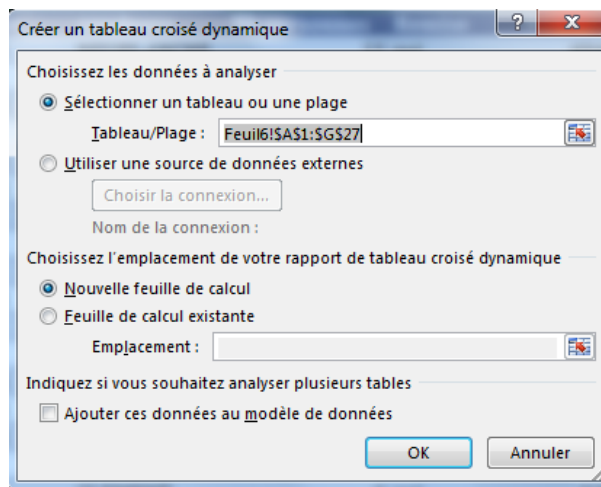 Créer un tableau croisé dynamique
Choisissez les données à analyser
Sélectionner un tableau ou une plage
Tableau/Plage : Feuil6!$A$1:$G$27
Utiliser une source de données externes
Choisir la connexion...
Nom de la connexion :
Choisissez l'emplacement de votre rapport de tableau croisé dynamique
Nouvelle feuille de calcul
Feuille de calcul existante
Emplacement :
Indiquez si vous souhaitez analyser plusieurs tables
Ajouter ces données au modèle de données
OK Annuler